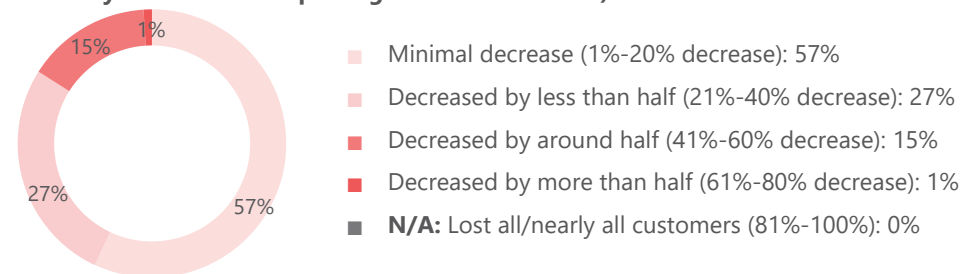 1%
15%
27%
57%
Minimal decrease (1%-20% decrease): 57%
Decreased by less than half (21%-40% decrease): 27%
Decreased by around half (41%-60% decrease): 15%
Decreased by more than half (61%-80% decrease): 1%
N/A: Lost all/nearly all customers (81%-100%): 0%